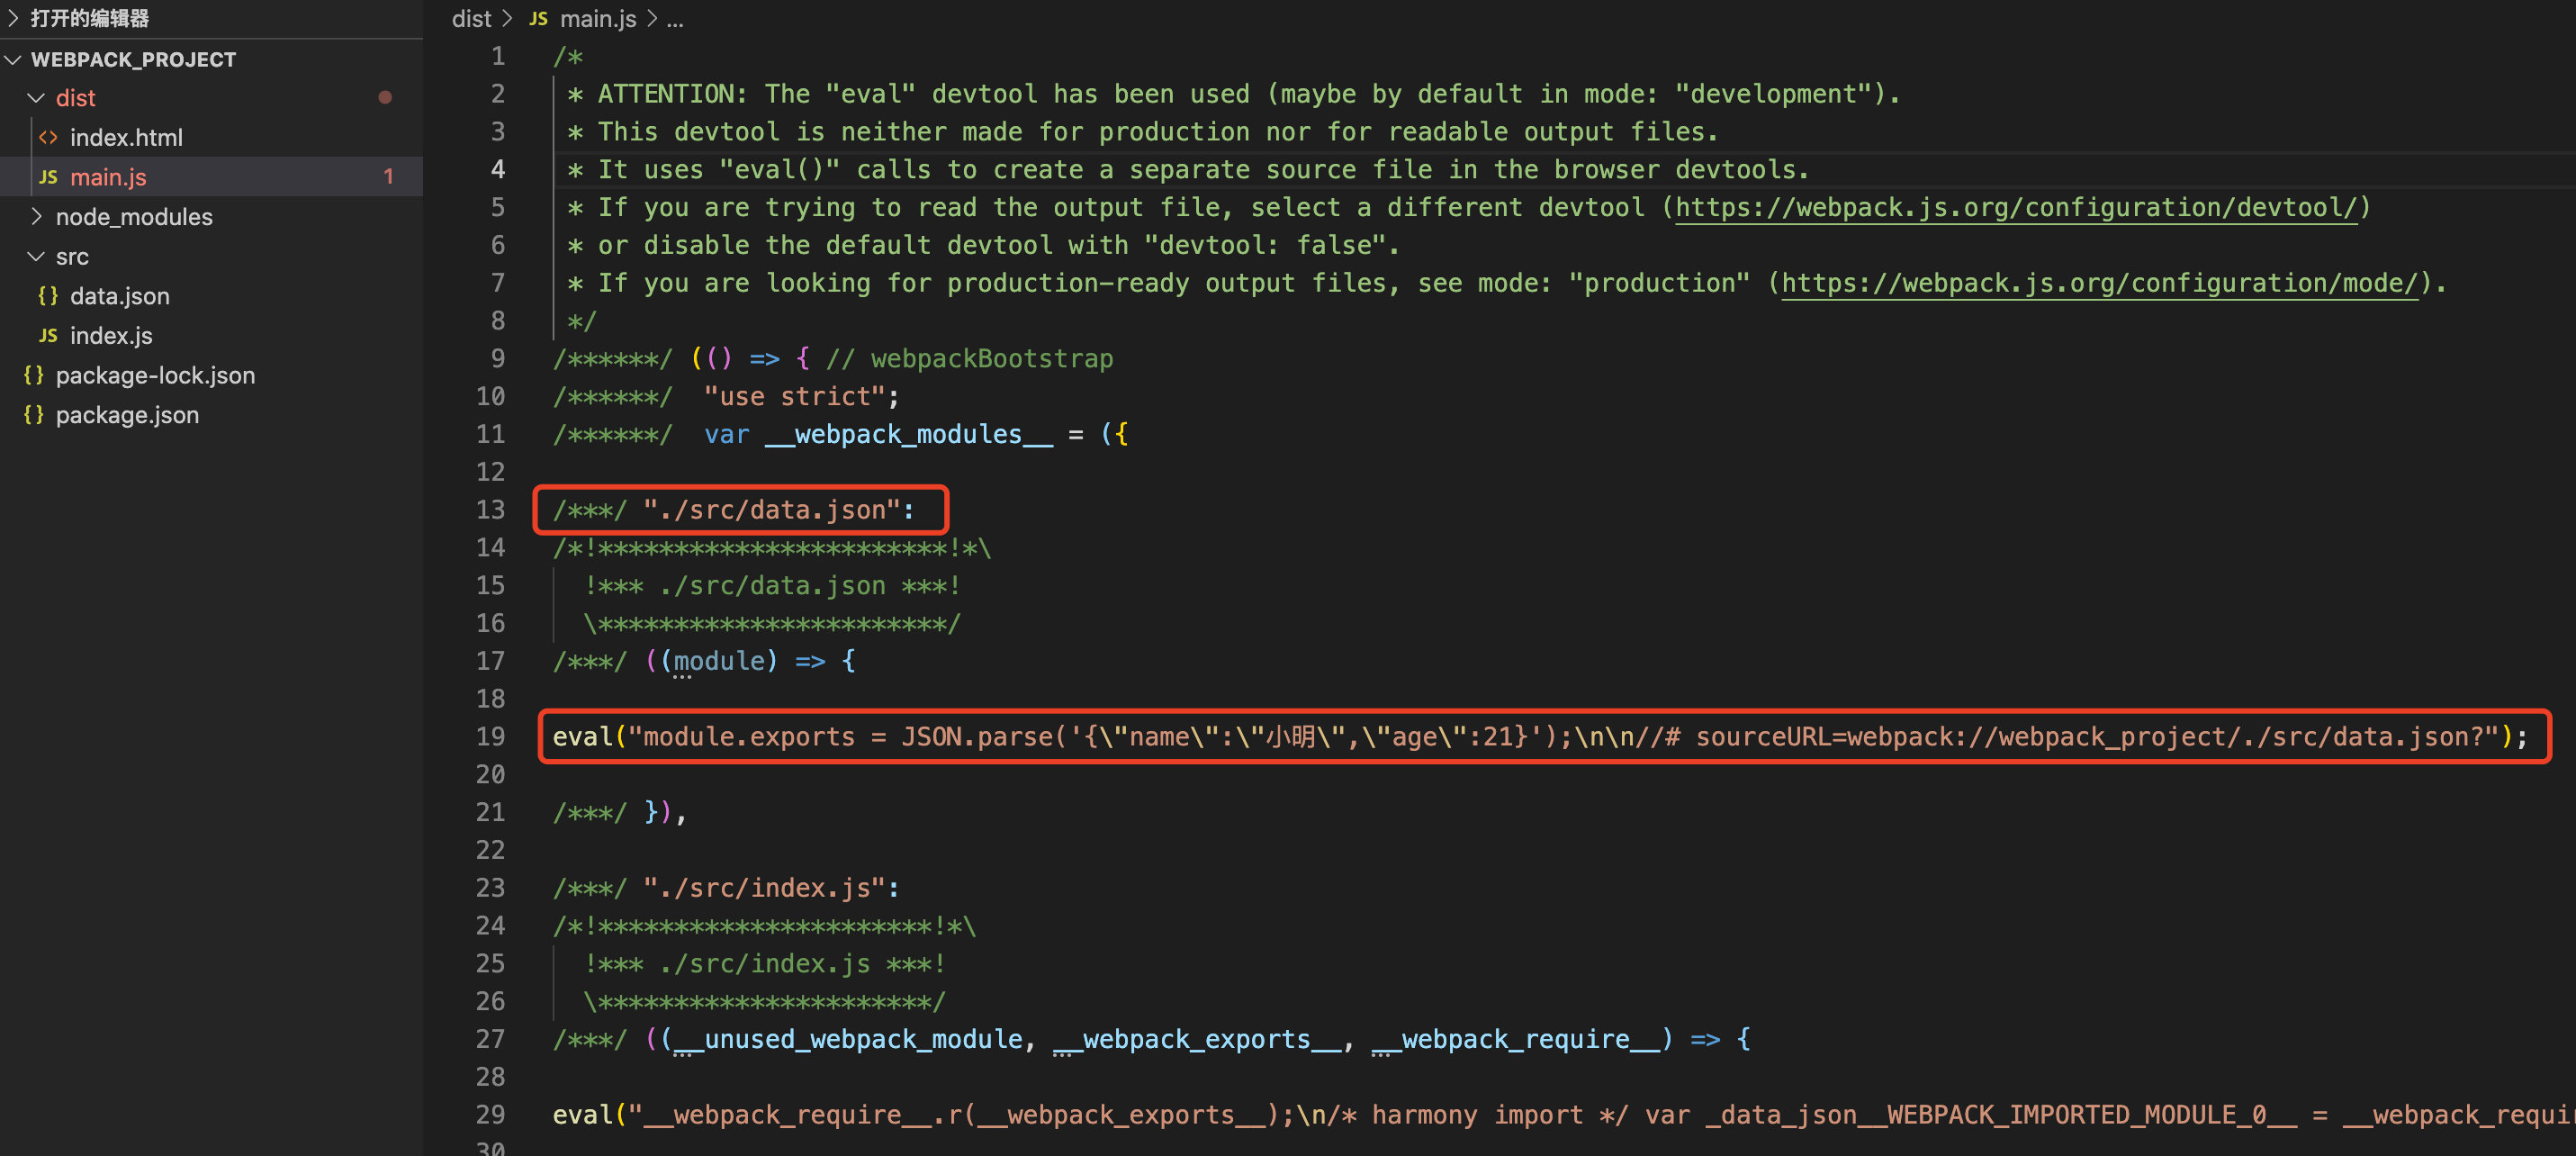 打开的编辑器
WEBPACK_PROJECT
dist
index.html
JS main.js 1
node_modules
src
{} data.json
JS index.js
{} package-lock.json
{} package.json
dist > JS main.js > ...
1 /*
2 * ATTENTION: The "eval" devtool has been used (maybe by default in mode: "development").
3 * This devtool is neither made for production nor for readable output files.
4 * It uses "eval()" calls to create a separate source file in the browser devtools.
5 * If you are trying to read the output file, select a different devtool (https://webpack.js.org/configuration/devtool/)
6 * or disable the default devtool with "devtool: false".
7 * If you are looking for production-ready output files, see mode: "production" (https://webpack.js.org/configuration/mode/).
8 */
9 /******/ (() => { // webpackBootstrap
10 /******/ "use strict";
11 /******/ var __webpack_modules__ = ({
12
13 /***/ "./src/data.json":
14 /*!***********************!*\
15 !*** ./src/data.json ***!
16 \***********************/
17 /***/ ((module) => {
18
19 eval("module.exports = JSON.parse('{\"name\":\"小明\",\"age\":21}');\n\n//# sourceURL=webpack://webpack_project/./src/data.json?");
20
21 /***/ }),
22
23 /***/ "./src/index.js":
24 /*!**********************!*\
25 !*** ./src/index.js ***!
26 \**********************/
27 /***/ ((__unused_webpack_module, __webpack_exports__, __webpack_require__) => {
28
29 eval("__webpack_require__.r(__webpack_exports__);\n/* harmony import */ var _data_json__WEBPACK_IMPORTED_MODULE_0__ = __webpack_requi
30